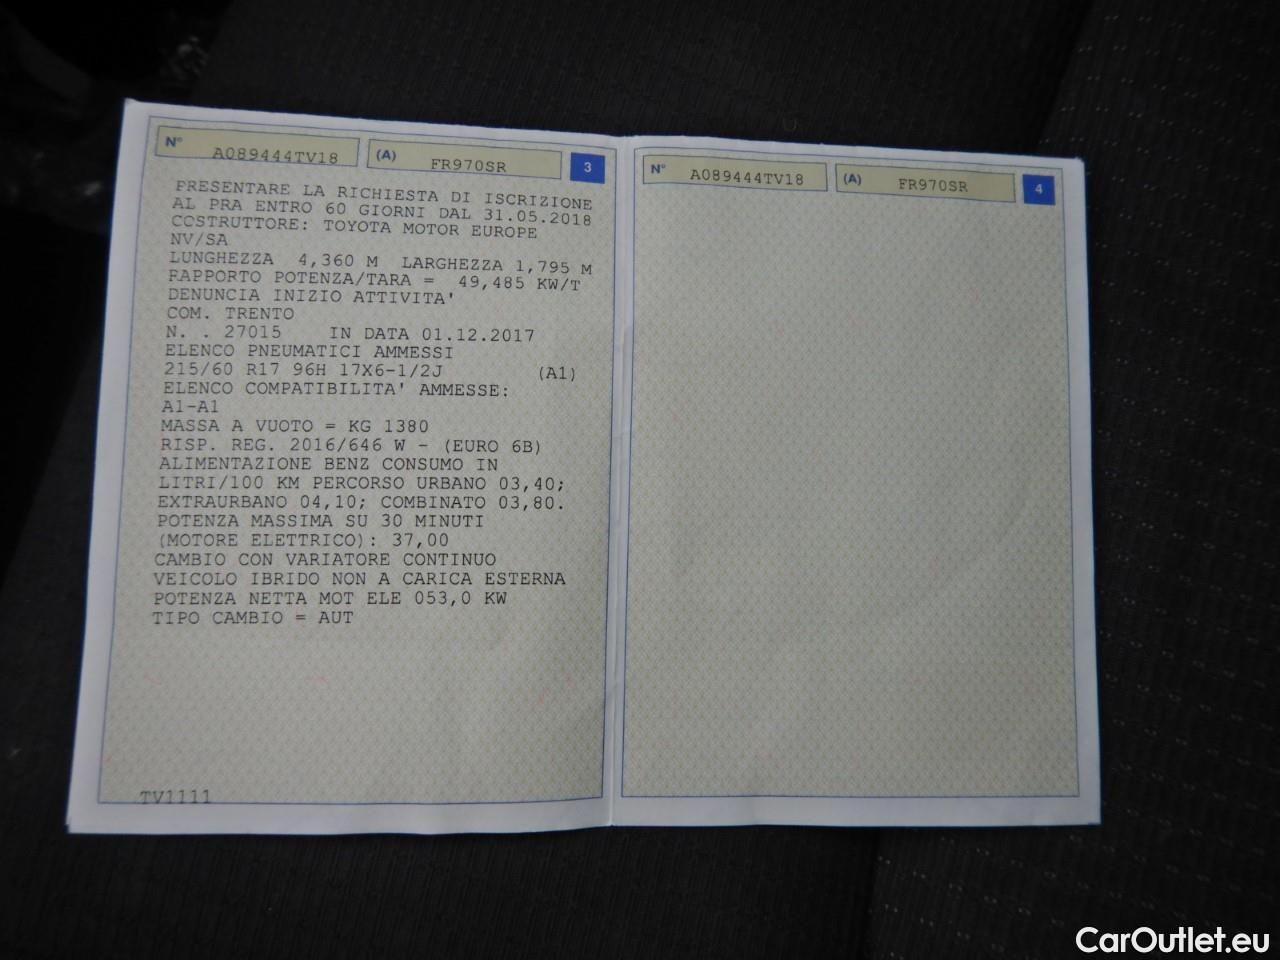 N° A089444TV18 (A) FR970SR 3
PRESENTARE LA RICHIESTA DI ISCRIZIONE
AL PRA ENTRO 60 GIORNI DAL 31.05.2018
COSTRUTTORE: TOYOTA MOTOR EUROPE
NV/SA
LUNGHEZZA 4,360 M LARGHEZZA 1,795 M
RAPPORTO POTENZA/TARA = 49,485 KW/T
DENUNCIA INIZIO ATTIVITA'
COM. TRENTO
N. . 27015 IN DATA 01.12.2017
ELENCO PNEUMATICI AMMESSI
215/60 R17 96H 17X6-1/2J (A1)
ELENCO COMPATIBILITA' AMMESSE:
A1-A1
MASSA A VUOTO = KG 1380
RISP. REG. 2016/646 W - (EURO 6B)
ALIMENTAZIONE BENZ CONSUMO IN
LITRI/100 KM PERCORSO URBANO 03,40;
EXTRAURBANO 04,10; COMBINATO 03,80.
POTENZA MASSIMA SU 30 MINUTI
(MOTORE ELETTRICO): 37,00
CAMBIO CON VARIATORE CONTINUO
VEICOLO IBRIDO NON A CARICA ESTERNA
POTENZA NETTA MOT ELE 053,0 KW
TIPO CAMBIO = AUT
TV1111
N° A089444TV18 (A) FR970SR 4
CarOutlet.eu